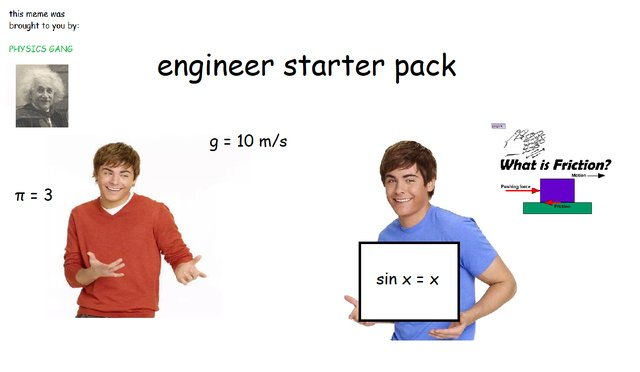 this meme was
brought to you by:
PHYSICS GANG
engineer starter pack
g = 10 m/s
π = 3
sin x = x
What is Friction?
Motion
Pushing force
Friction